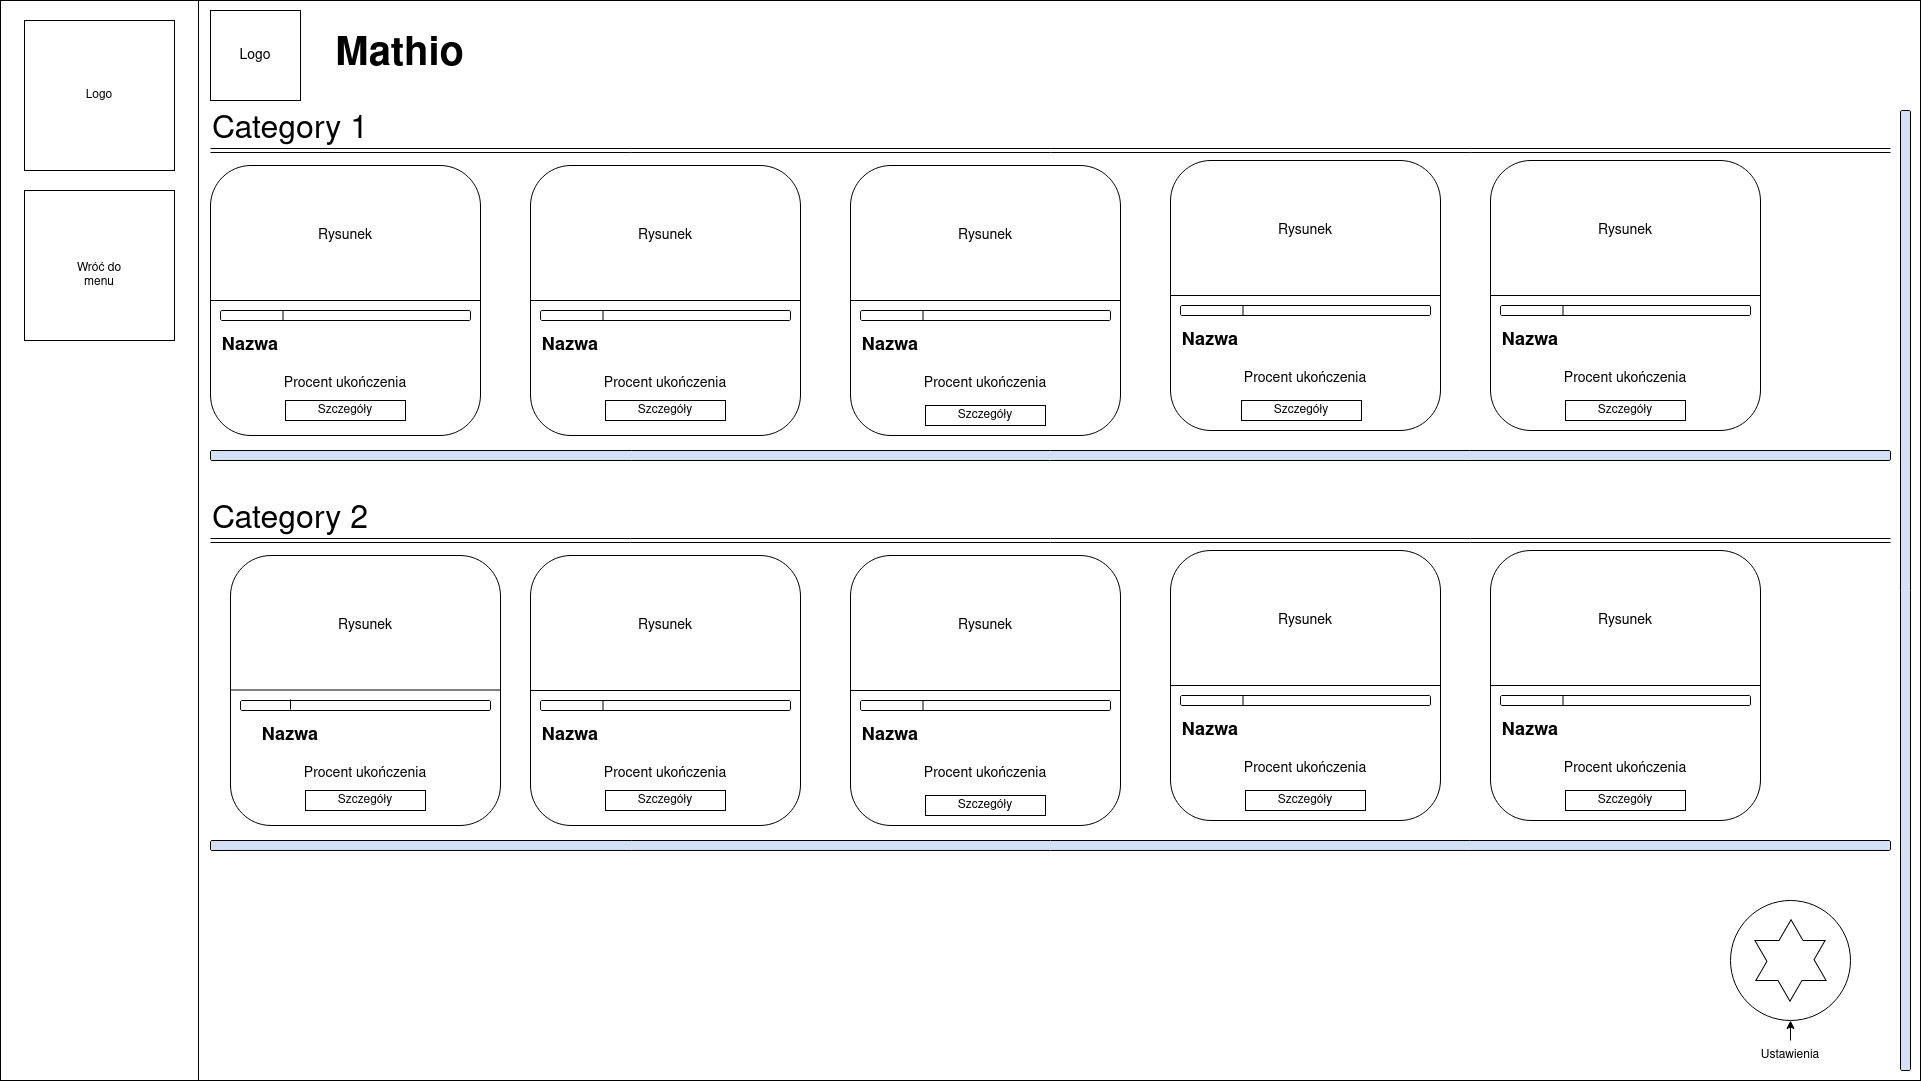 Logo
Wróć do
menu
Logo
Mathio
Category 1
Rysunek
Nazwa
Procent ukończenia
Szczegóły
Rysunek
Nazwa
Procent ukończenia
Szczegóły
Rysunek
Nazwa
Procent ukończenia
Szczegóły
Rysunek
Nazwa
Procent ukończenia
Szczegóły
Rysunek
Nazwa
Procent ukończenia
Szczegóły
Category 2
Rysunek
Nazwa
Procent ukończenia
Szczegóły
Rysunek
Nazwa
Procent ukończenia
Szczegóły
Rysunek
Nazwa
Procent ukończenia
Szczegóły
Rysunek
Nazwa
Procent ukończenia
Szczegóły
Rysunek
Nazwa
Procent ukończenia
Szczegóły
Ustawienia